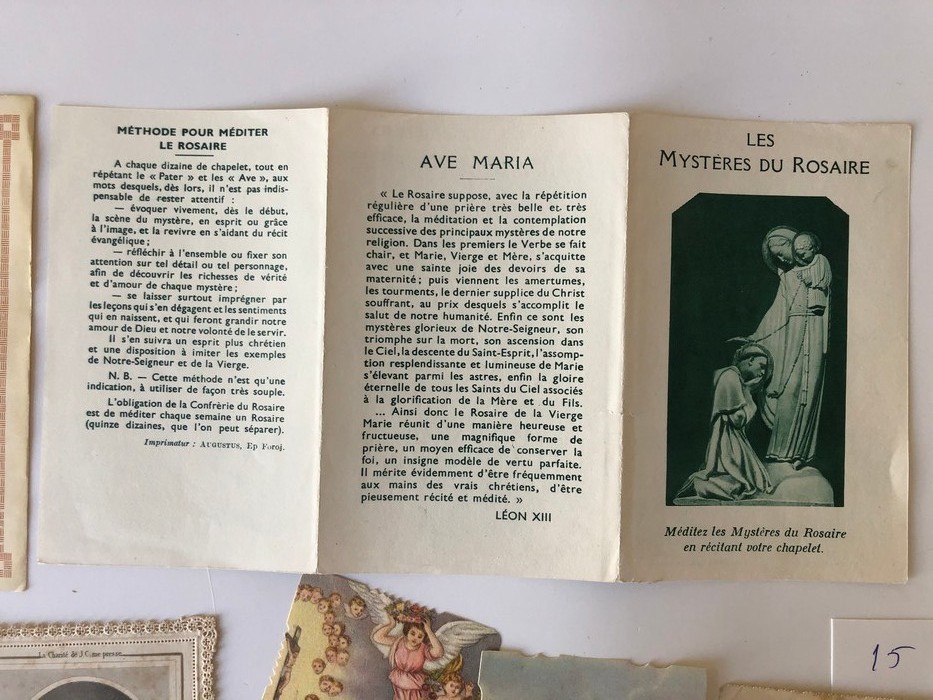 MÉTHODE POUR MÉDITER
LE ROSAIRE
A chaque dizaine de chapelet, tout en
répétant le « Pater » et les « Ave », aux
mots desquels, dès lors, il n'est pas indis-
pensable de rester attentif :
— évoquer vivement, dès le début,
la scène du mystère, en esprit ou grâce
à l'image, et la revivre en s'aidant du récit
évangélique ;
— réfléchir à l'ensemble ou fixer son
attention sur tel détail ou tel personnage,
afin de découvrir les richesses de vérité
et d'amour de chaque mystère ;
— se laisser surtout imprégner par
les leçons qui s'en dégagent et les sentiments
qui en naissent, et qui feront grandir notre
amour de Dieu et notre volonté de le servir.
Il s'en suivra un esprit plus chrétien
et une disposition à imiter les exemples
de Notre-Seigneur et de la Vierge.
N. B. — Cette méthode n'est qu'une
indication, à utiliser de façon très souple.
L'obligation de la Confrérie du Rosaire
est de méditer chaque semaine un Rosaire
(quinze dizaines, que l'on peut séparer).
Imprimatur : AUGUSTUS, Ep Foroj.
AVE MARIA
« Le Rosaire suppose, avec la répétition
régulière d'une prière très belle et très
efficace, la méditation et la contemplation
successive des principaux mystères de notre
religion. Dans les premiers le Verbe se fait
chair, et Marie, Vierge et Mère, s'acquitte
avec une sainte joie des devoirs de sa
maternité ; puis viennent les amertumes,
les tourments, le dernier supplice du Christ
souffrant, au prix desquels s'accomplit le
salut de notre humanité. Enfin ce sont les
mystères glorieux de Notre-Seigneur, son
triomphe sur la mort, son ascension dans
le Ciel, la descente du Saint-Esprit, l'assomp-
tion resplendissante et lumineuse de Marie
s'élevant parmi les astres, enfin la gloire
éternelle de tous les Saints du Ciel associés
à la glorification de la Mère et du Fils.
... Ainsi donc le Rosaire de la Vierge
Marie réunit d'une manière heureuse et
fructueuse, une magnifique forme de
prière, un moyen efficace de conserver la
foi, un insigne modèle de vertu parfaite.
Il mérite évidemment d'être fréquemment
aux mains des vrais chrétiens, d'être
pieusement récité et médité. »
LÉON XIII
LES
MYSTÈRES DU ROSAIRE
Méditez les Mystères du Rosaire
en récitant votre chapelet.
La Charité de J. C. me presse
15